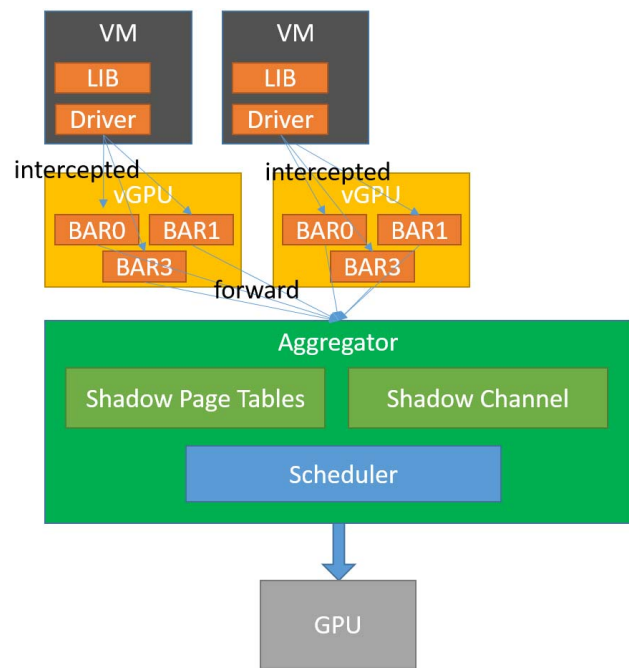 VM
LIB
Driver
VM
LIB
Driver
intercepted
intercepted
vGPU
BAR0
BAR1
BAR3
vGPU
BAR0
BAR1
BAR3
forward
Aggregator
Shadow Page Tables
Shadow Channel
Scheduler
GPU